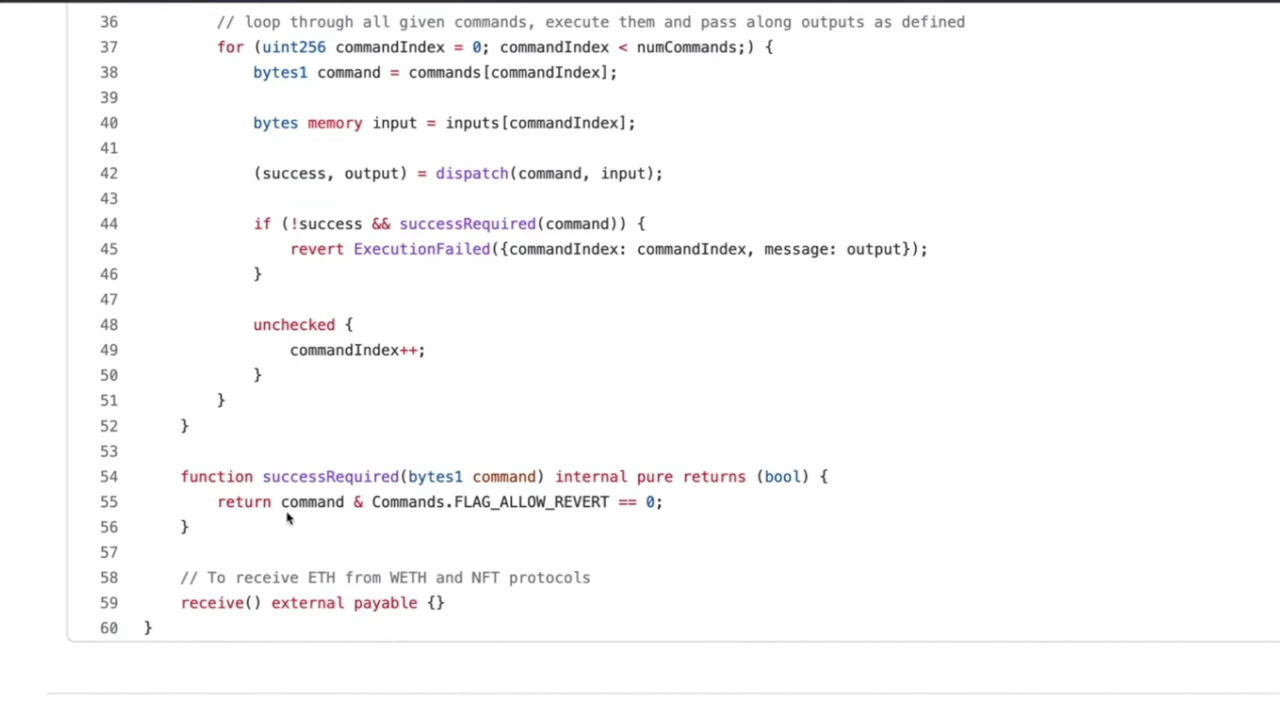 36 // loop through all given commands, execute them and pass along outputs as defined
37 for (uint256 commandIndex = 0; commandIndex < numCommands;) {
38 bytes1 command = commands[commandIndex];
39
40 bytes memory input = inputs[commandIndex];
41
42 (success, output) = dispatch(command, input);
43
44 if (!success && successRequired(command)) {
45 revert ExecutionFailed({commandIndex: commandIndex, message: output});
46 }
47
48 unchecked {
49 commandIndex++;
50 }
51 }
52 }
53
54 function successRequired(bytes1 command) internal pure returns (bool) {
55 return command & Commands.FLAG_ALLOW_REVERT == 0;
56 }
57
58 // To receive ETH from WETH and NFT protocols
59 receive() external payable {}
60 }